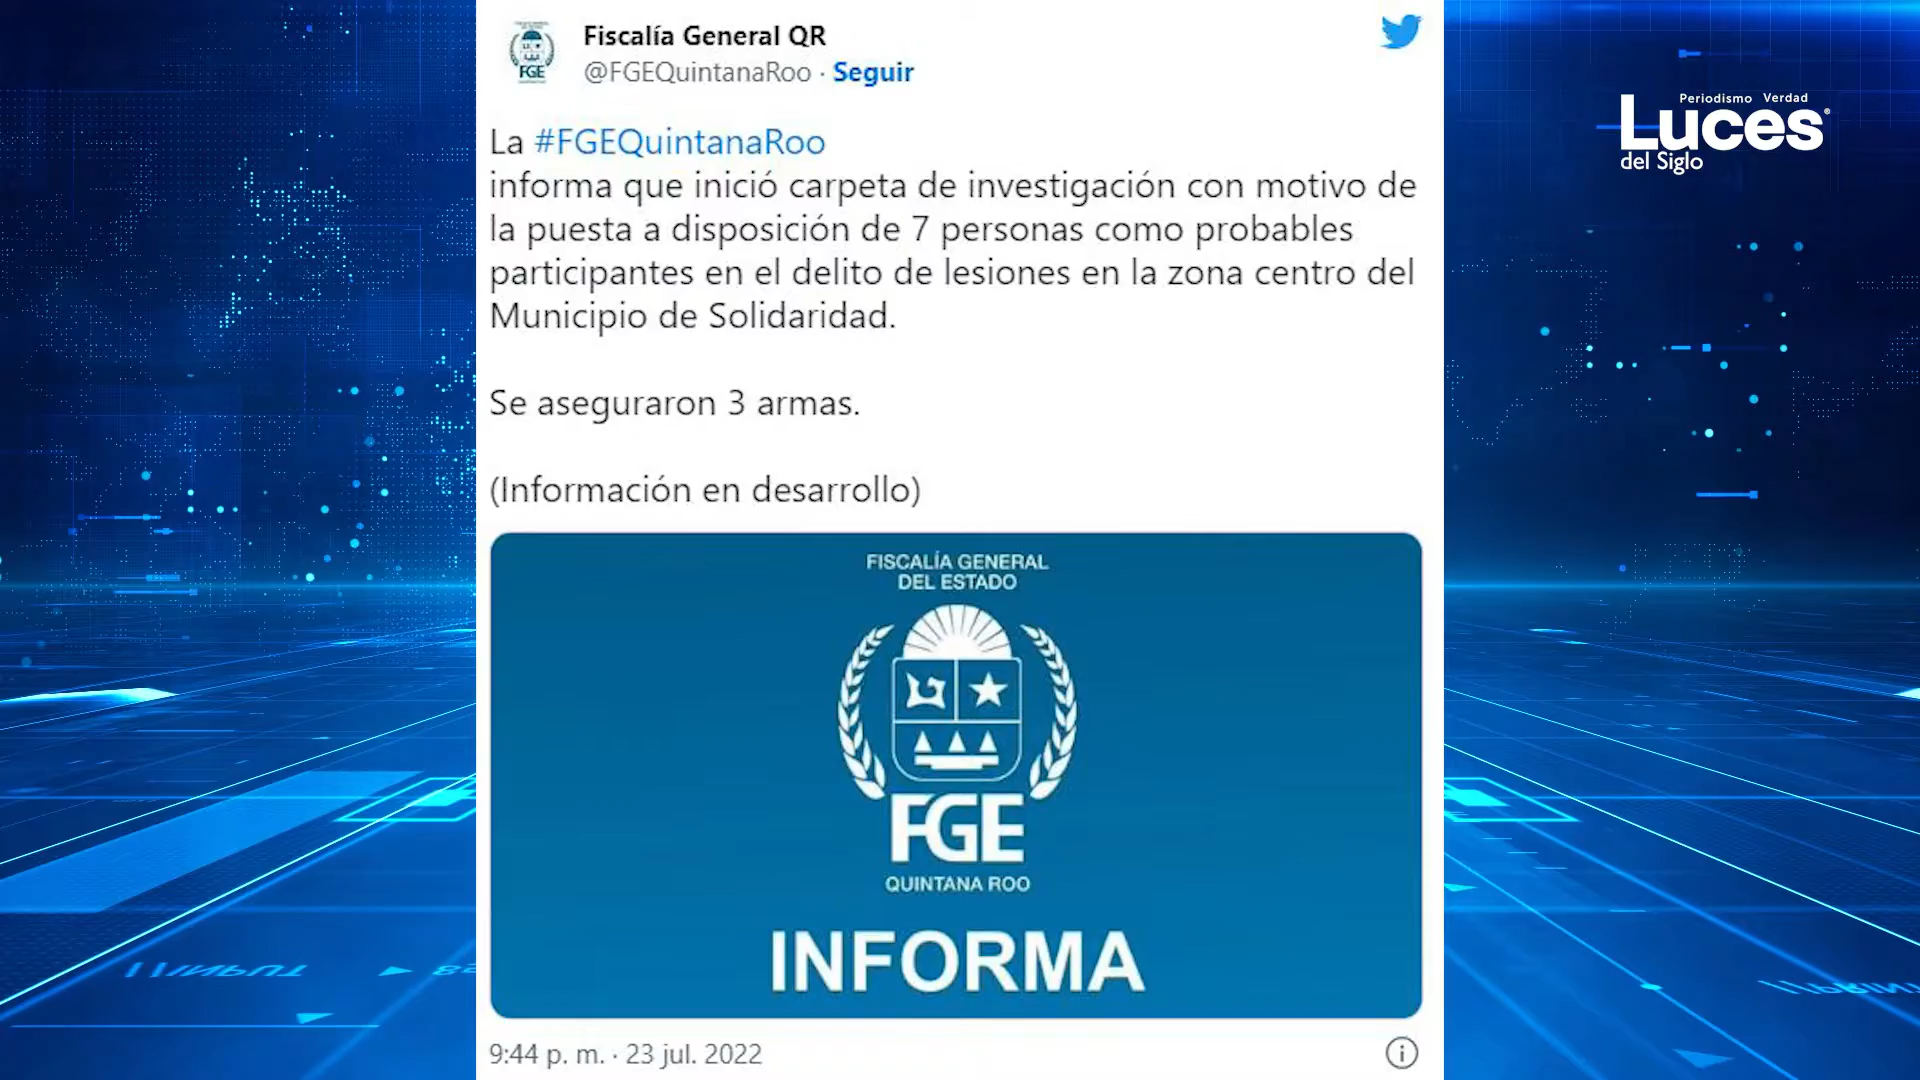 Fiscalía General QR
@FGEQuintanaRoo · Seguir
FGE
Periodismo Verdad
Luces
del Siglo
La #FGEQuintanaRoo
informa que inició carpeta de investigación con motivo de
la puesta a disposición de 7 personas como probables
participantes en el delito de lesiones en la zona centro del
Municipio de Solidaridad.
Se aseguraron 3 armas.
(Información en desarrollo)
FISCALÍA GENERAL
DEL ESTADO
FGE
QUINTANA ROO
INFORMA
9:44 p. m. · 23 jul. 2022